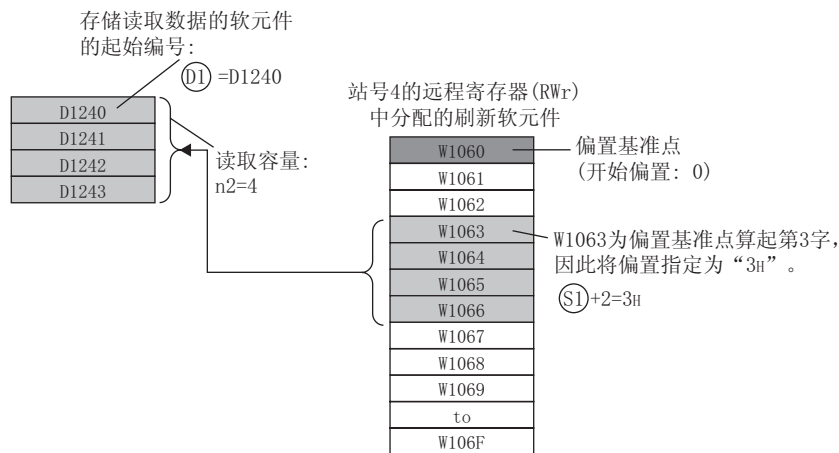 存储读取数据的软元件
的起始编号:
D1 =D1240
D1240
D1241
D1242
D1243
读取容量:
n2=4
站号4的远程寄存器(RWr)
中分配的刷新软元件
W1060
W1061
W1062
W1063
W1064
W1065
W1066
W1067
W1068
W1069
to
W106F
偏置基准点
(开始偏置: 0)
W1063为偏置基准点算起第3字,
因此将偏置指定为“3H”。
S1+2=3H